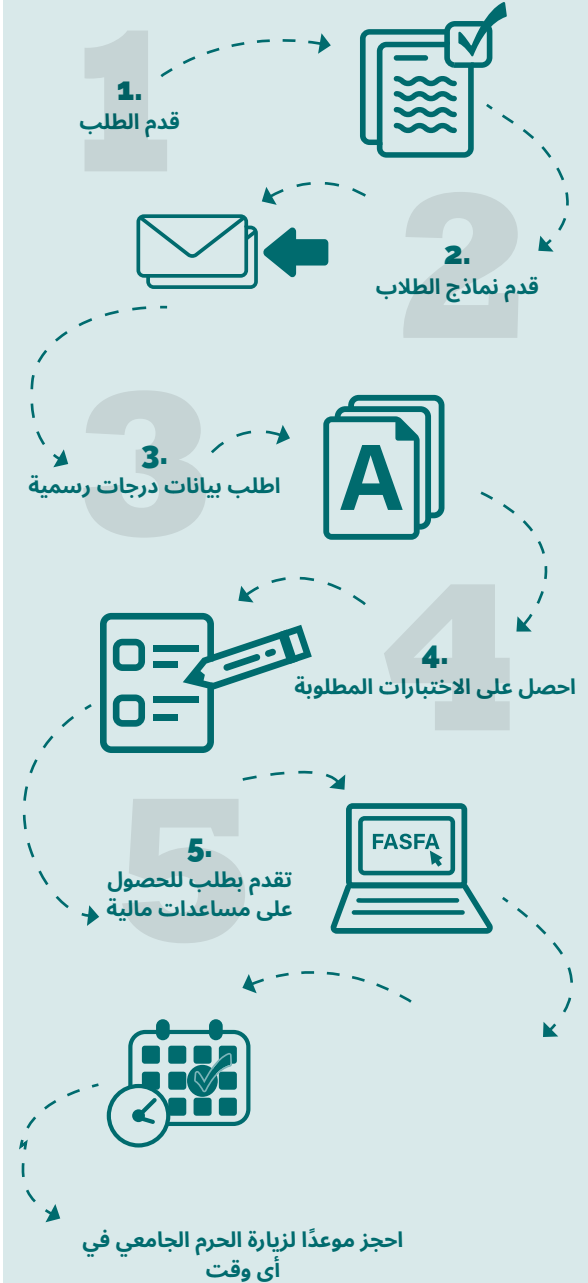 1.
قدم الطلب
2.
قدم نماذج الطلاب
3.
اطلب بيانات درجات رسمية
A
4.
احصل على الاختبارات المطلوبة
5.
تقدم بطلب للحصول
على مساعدات مالية
FASFA
احجز موعدًا لزيارة الحرم الجامعي في
أي وقت